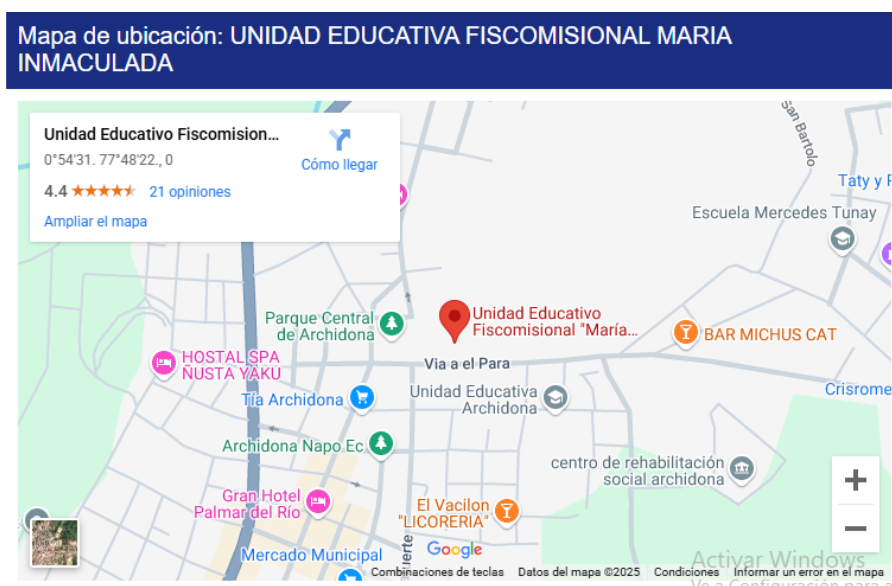 Mapa de ubicación: UNIDAD EDUCATIVA FISCOMISIONAL MARIA
INMACULADA
Unidad Educativo Fiscomision...
0°54'31. 77°48'22., 0
Cómo llegar
4.4
21 opiniones
Ampliar el mapa
San Bartolo
Taty y F
Escuela Mercedes Tunay
Parque Central
de Archidona
Unidad Educativo
Fiscomisional "María...
BAR MICHUS CAT
HOSTAL SPA
ÑUSTA YAKU
Via a el Para
Tía Archidona
Unidad Educativa
Archidona
Crisrome
Archidona Napo Ec
centro de rehabilitación
social archidona
Gran Hotel
Palmar del Río
El Vacilon
"LICORERIA"
Mercado Municipal
uerte
Google
Activar Windows
Combinaciones de teclas
Datos del mapa ©2025
Condiciones
Informar un error en el mapa